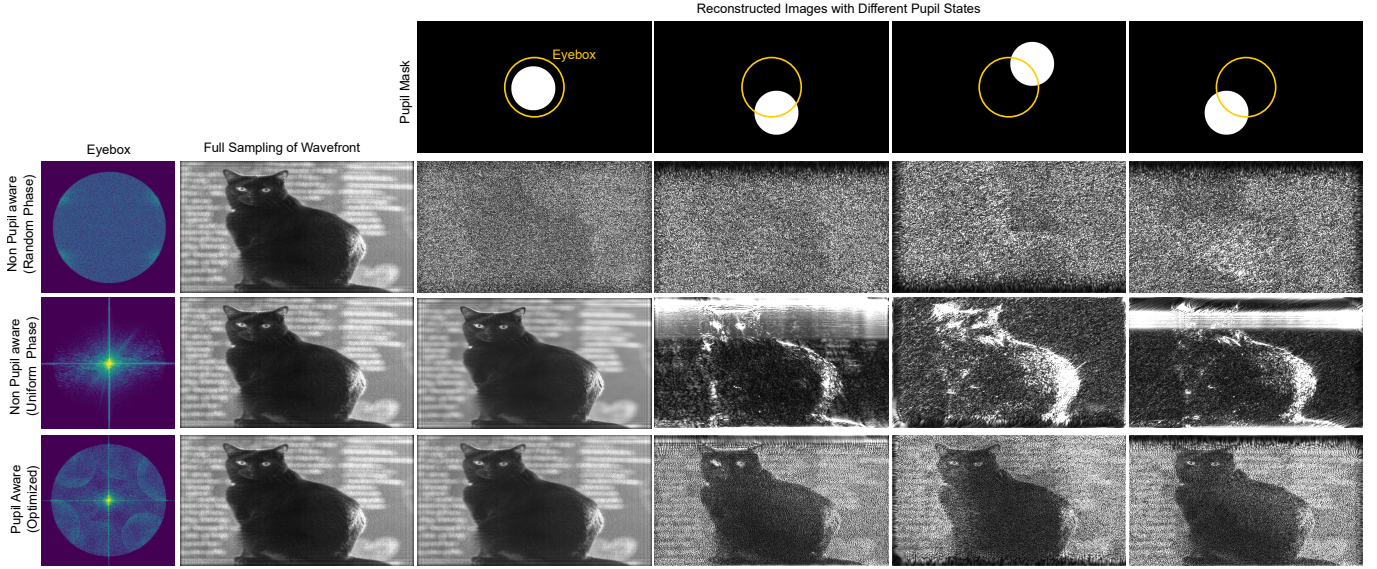 Reconstructed Images with Different Pupil States
Pupil Mask
Eyebox
Eyebox
Full Sampling of Wavefront
Non Pupil aware
(Random Phase)
Non Pupil aware
(Uniform Phase)
Pupil Aware
(Optimized)